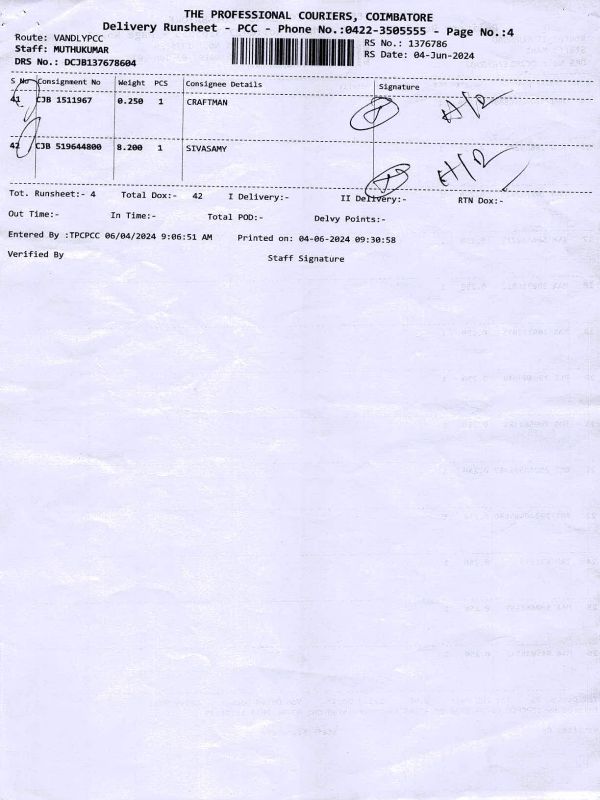 THE PROFESSIONAL COURIERS, COIMBATORE
Delivery Runsheet - PCC - Phone No.:0422-3505555 - Page No.:4
Route: VANDLYPCC
RS No.: 1376786
Staff: MUTHUKUMAR
RS Date: 04-Jun-2024
DRS No.: DCJB137678604
S No Consignment No Weight PCS Consignee Details Signature
41 CJB 1511967 0.250 1 CRAFTMAN
42 CJB 519644800 8.200 1 SIVASAMY
Tot. Runsheet:- 4 Total Dox:- 42 I Delivery:- II Delivery:- RTN Dox:-
Out Time:- In Time:- Total POD:- Delvy Points:-
Entered By :TPCPCC 06/04/2024 9:06:51 AM Printed on: 04-06-2024 09:30:58
Verified By Staff Signature